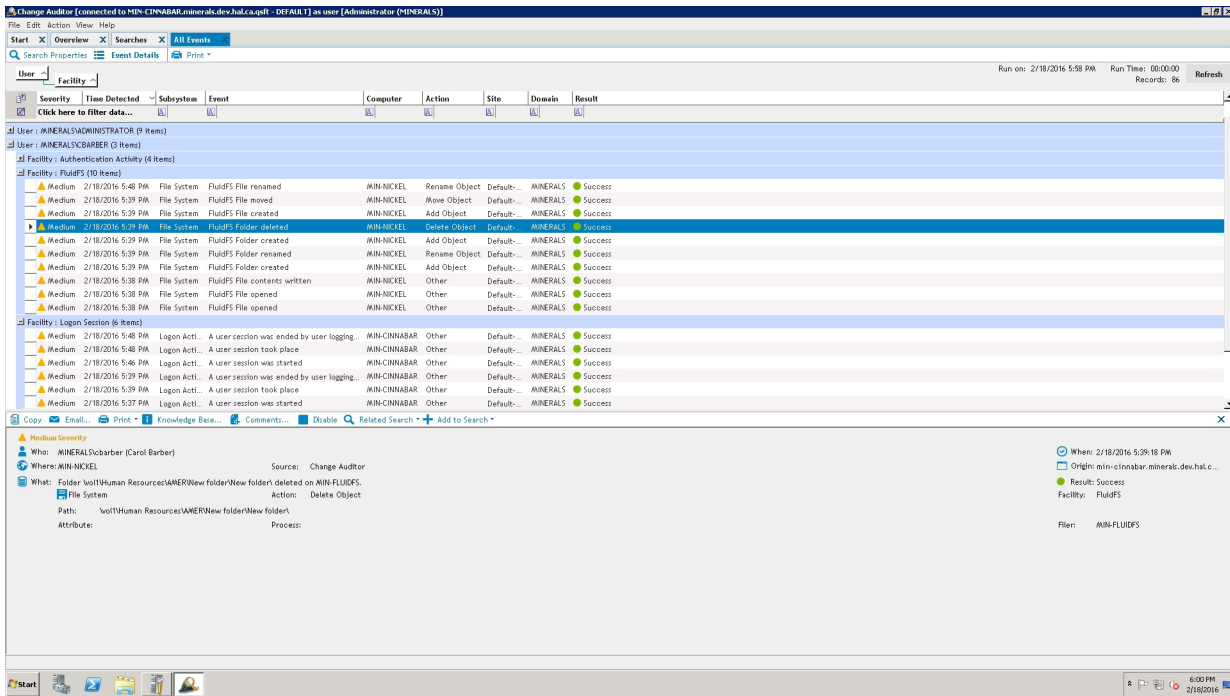 Change Auditor [connected to MIN-CINNABAR.minerals.dev.hal.ca.qsft - DEFAULT] as user [Administrator (MINERALS)]
File Edit Action View Help
Start X Overview X Searches X All Events X
Search Properties Event Details Print
User Facility
Run on: 2/18/2016 5:58 PM Run Time: 00:00:00
Records: 86
Refresh
Severity Time Detected Subsystem Event Computer Action Site Domain Result
Click here to filter data...
User : MINERALS\ADMINISTRATOR (9 items)
User : MINERALS\CBARBER (3 items)
Facility : Authentication Activity (4 items)
Facility : FluidFS (10 items)
Medium 2/18/2016 5:48 PM File System FluidFS File renamed MIN-NICKEL Rename Object Default-... MINERALS Success
Medium 2/18/2016 5:39 PM File System FluidFS File moved MIN-NICKEL Move Object Default-... MINERALS Success
Medium 2/18/2016 5:39 PM File System FluidFS File created MIN-NICKEL Add Object Default-... MINERALS Success
Medium 2/18/2016 5:39 PM File System FluidFS Folder deleted MIN-NICKEL Delete Object Default-... MINERALS Success
Medium 2/18/2016 5:39 PM File System FluidFS Folder created MIN-NICKEL Add Object Default-... MINERALS Success
Medium 2/18/2016 5:39 PM File System FluidFS Folder renamed MIN-NICKEL Rename Object Default-... MINERALS Success
Medium 2/18/2016 5:39 PM File System FluidFS Folder created MIN-NICKEL Add Object Default-... MINERALS Success
Medium 2/18/2016 5:38 PM File System FluidFS File contents written MIN-NICKEL Other Default-... MINERALS Success
Medium 2/18/2016 5:38 PM File System FluidFS File opened MIN-NICKEL Other Default-... MINERALS Success
Medium 2/18/2016 5:38 PM File System FluidFS File opened MIN-NICKEL Other Default-... MINERALS Success
Facility : Logon Session (6 items)
Medium 2/18/2016 5:48 PM Logon Acti... A user session was ended by user logging... MIN-CINNABAR Other Default-... MINERALS Success
Medium 2/18/2016 5:48 PM Logon Acti... A user session took place MIN-CINNABAR Other Default-... MINERALS Success
Medium 2/18/2016 5:46 PM Logon Acti... A user session was started MIN-CINNABAR Other Default-... MINERALS Success
Medium 2/18/2016 5:39 PM Logon Acti... A user session was ended by user logging... MIN-CINNABAR Other Default-... MINERALS Success
Medium 2/18/2016 5:39 PM Logon Acti... A user session took place MIN-CINNABAR Other Default-... MINERALS Success
Medium 2/18/2016 5:37 PM Logon Acti... A user session was started MIN-CINNABAR Other Default-... MINERALS Success
Copy Email... Print Knowledge Base... Comments... Disable Related Search Add to Search X
Medium Severity
Who: MINERALS\cbarber (Carol Barber) When: 2/18/2016 5:39:18 PM
Where: MIN-NICKEL Source: Change Auditor Origin: min-cinnabar.minerals.dev.hal.c...
What: Folder \vol1\Human Resources\AMER\New folder\New folder\ deleted on MIN-FLUIDFS. Result: Success
File System Action: Delete Object Facility: FluidFS
Path: \vol1\Human Resources\AMER\New folder\New folder\
Attribute: Process: Filer: MIN-FLUIDFS
Start
6:00 PM
2/18/2016